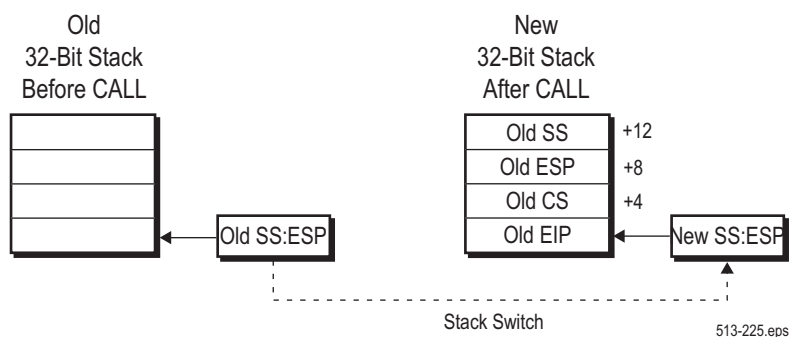 Old
32-Bit Stack
Before CALL
New
32-Bit Stack
After CALL
Old SS
+12
Old ESP
+8
Old CS
+4
Old SS:ESP
Old EIP
New SS:ESP
Stack Switch
513-225.eps